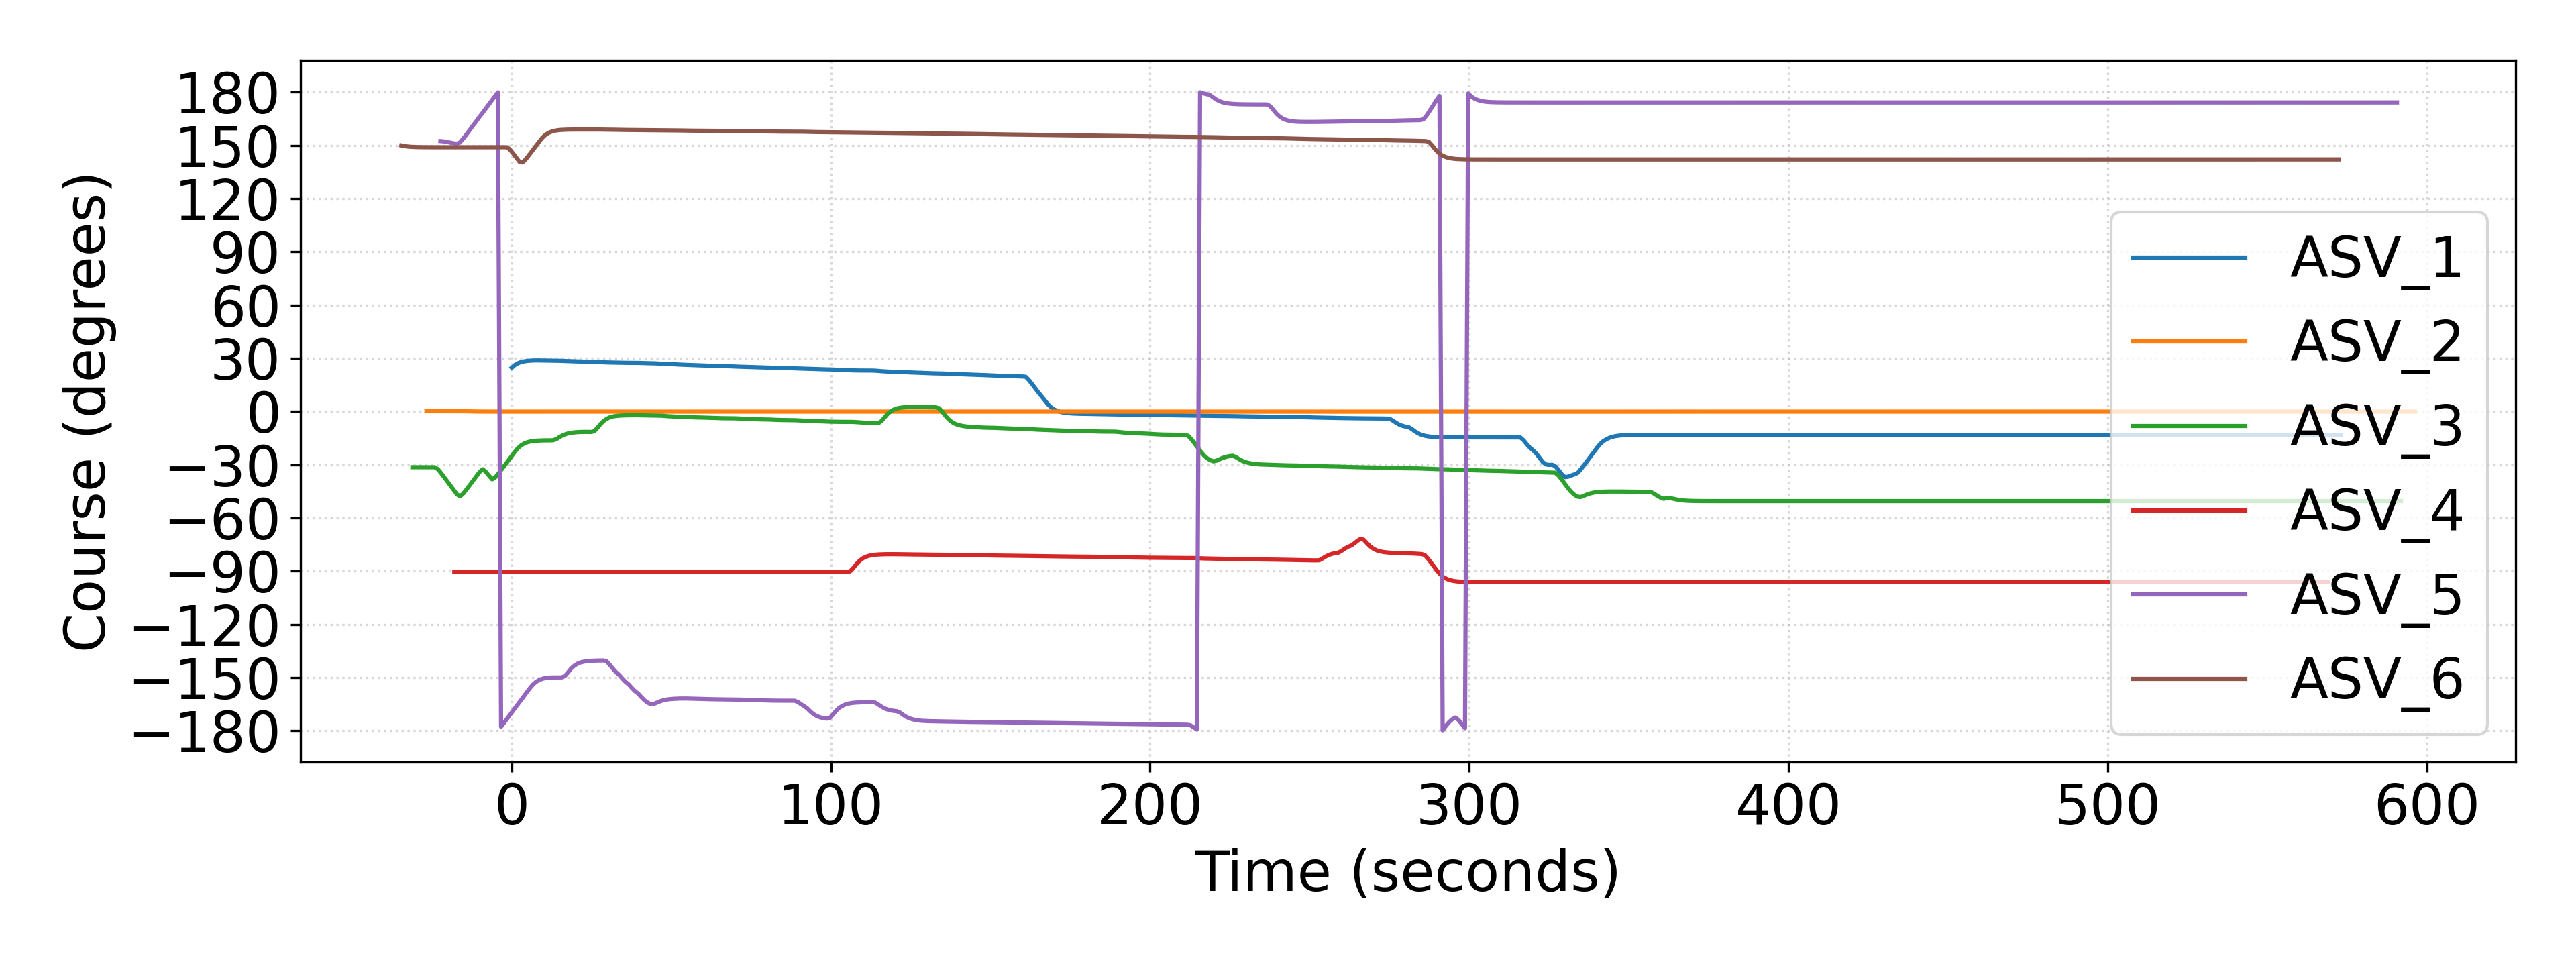 180
150
120
90
60
30
0
−30
−60
−90
−120
−150
−180
Course (degrees)
0 100 200 300 400 500 600
Time (seconds)
ASV_1
ASV_2
ASV_3
ASV_4
ASV_5
ASV_6